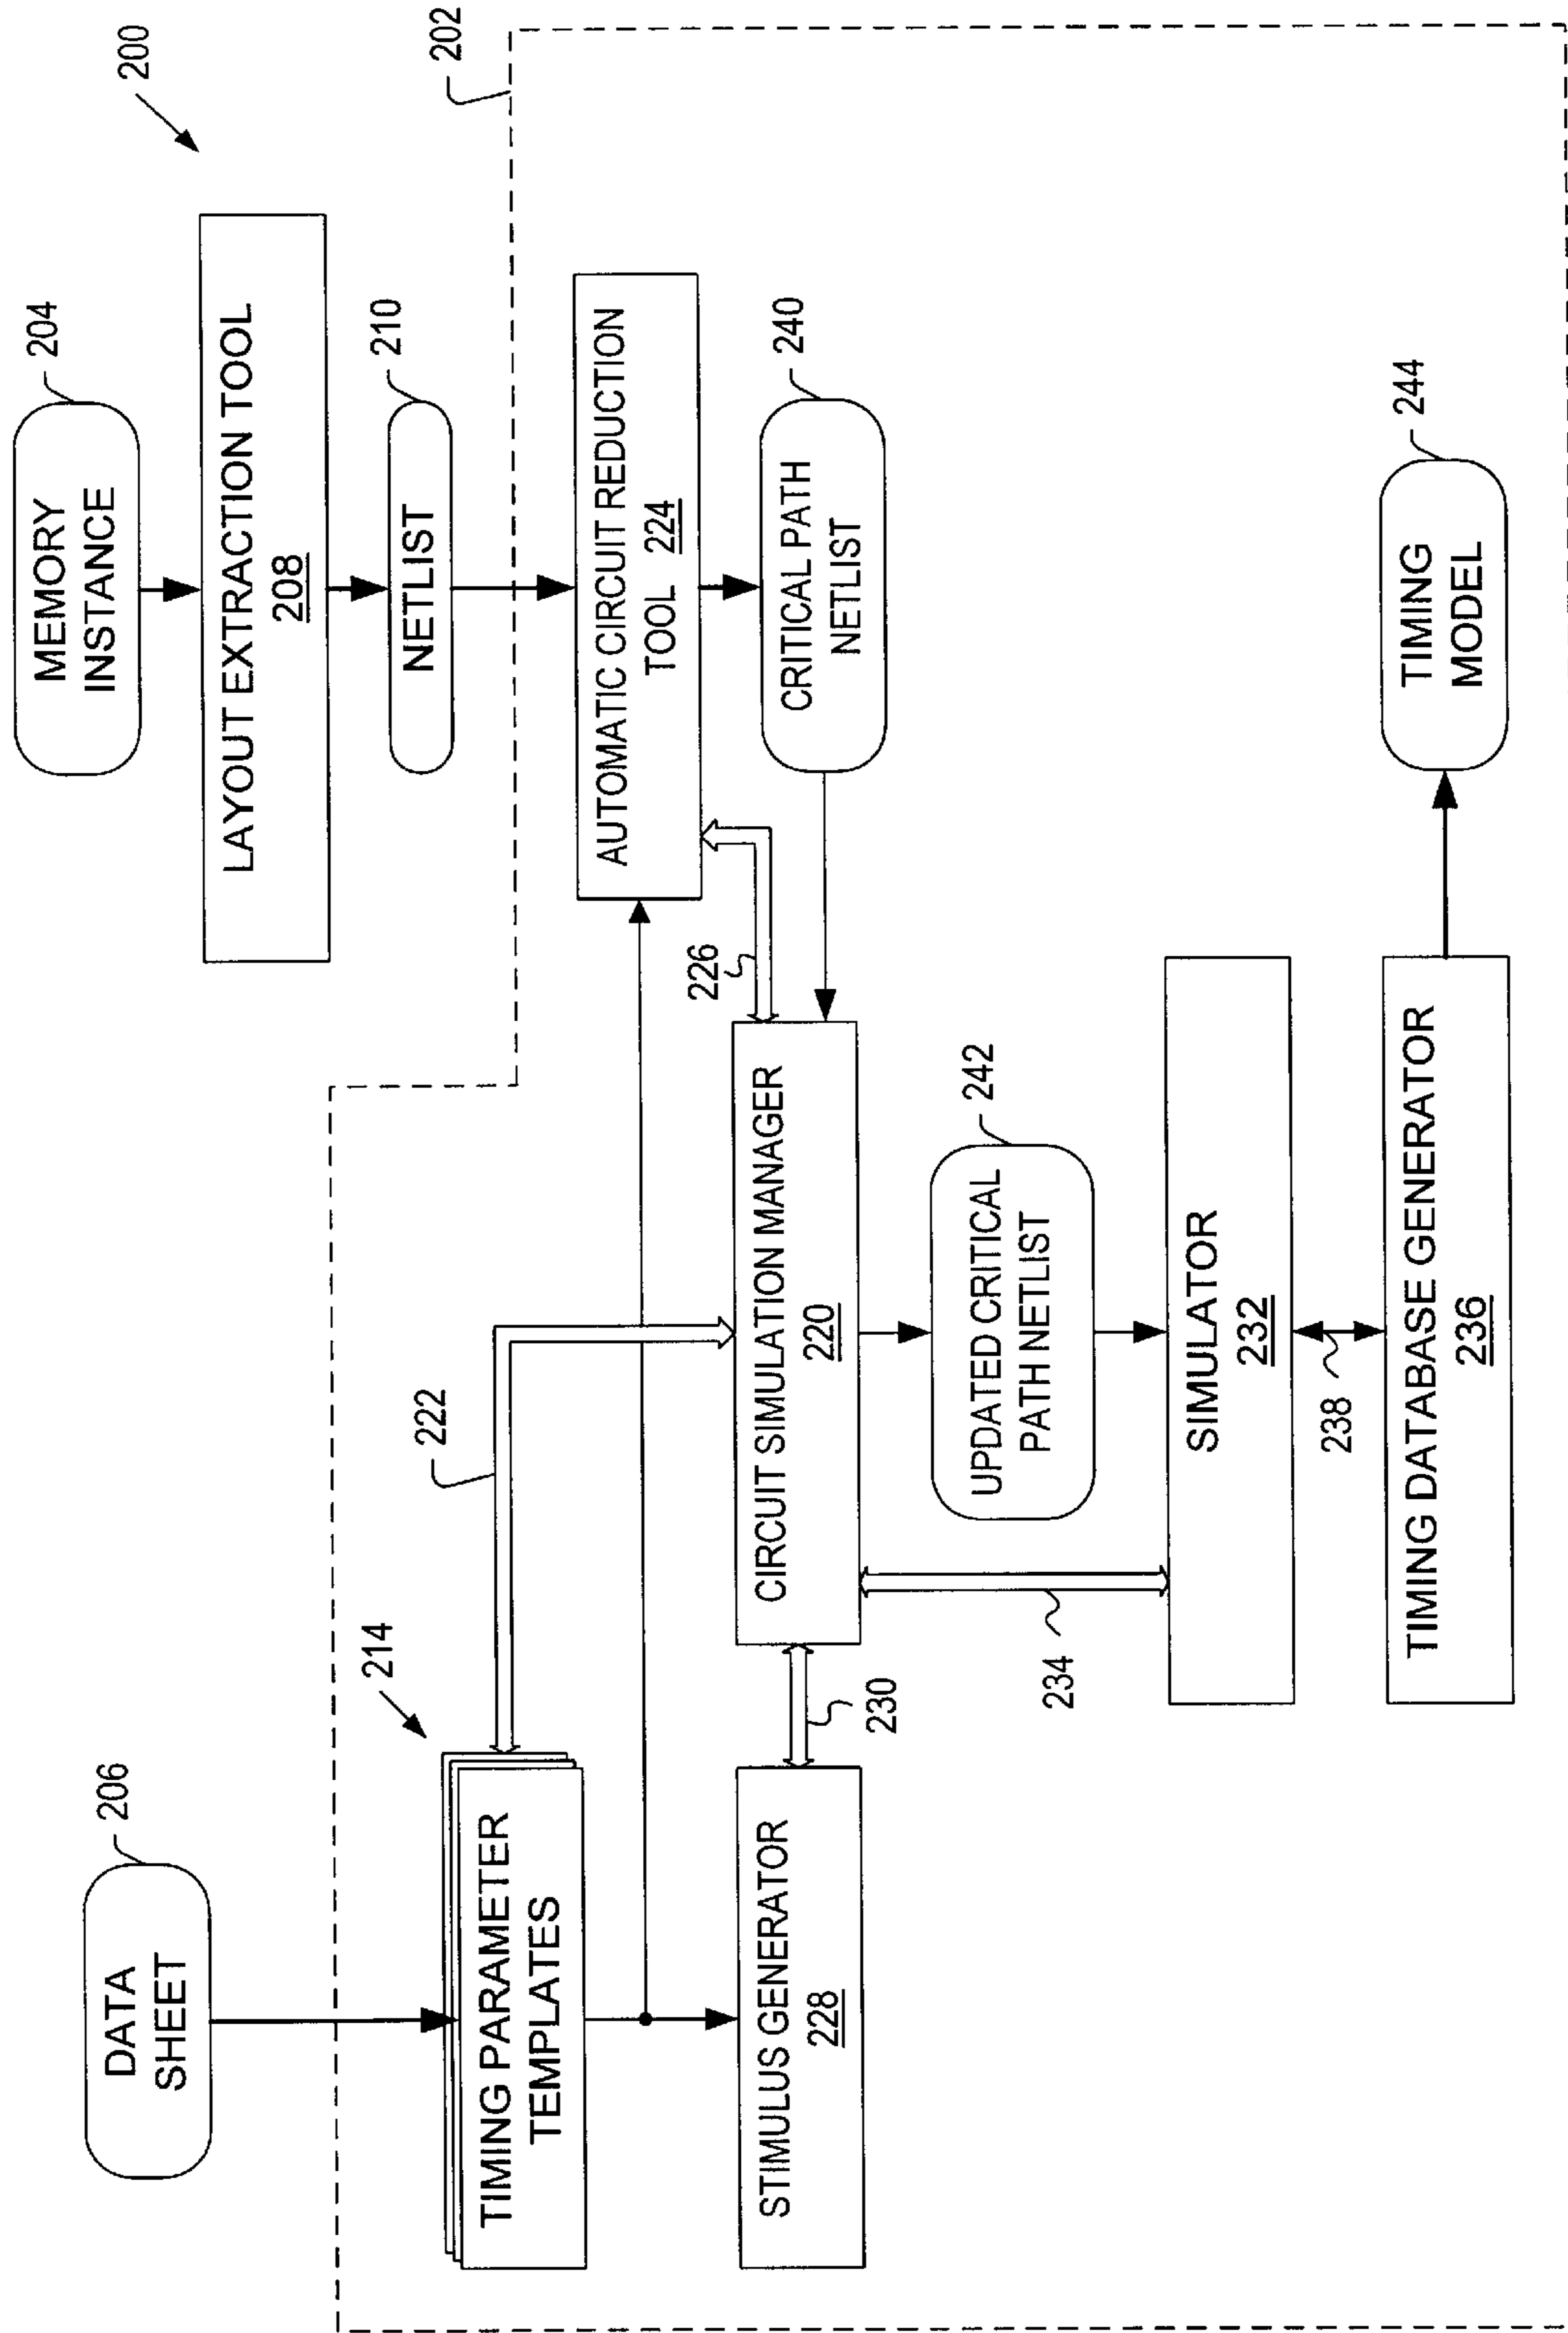 200
MEMORY
INSTANCE
204
DATA
SHEET
206
LAYOUT EXTRACTION TOOL
208
NETLIST
210
202
214
TIMING PARAMETER
TEMPLATES
222
AUTOMATIC CIRCUIT REDUCTION
TOOL 224
226
STIMULUS GENERATOR
228
230
CIRCUIT SIMULATION MANAGER
220
CRITICAL PATH
NETLIST
240
UPDATED CRITICAL
PATH NETLIST
242
234
SIMULATOR
232
238
TIMING DATABASE GENERATOR
236
TIMING
MODEL
244